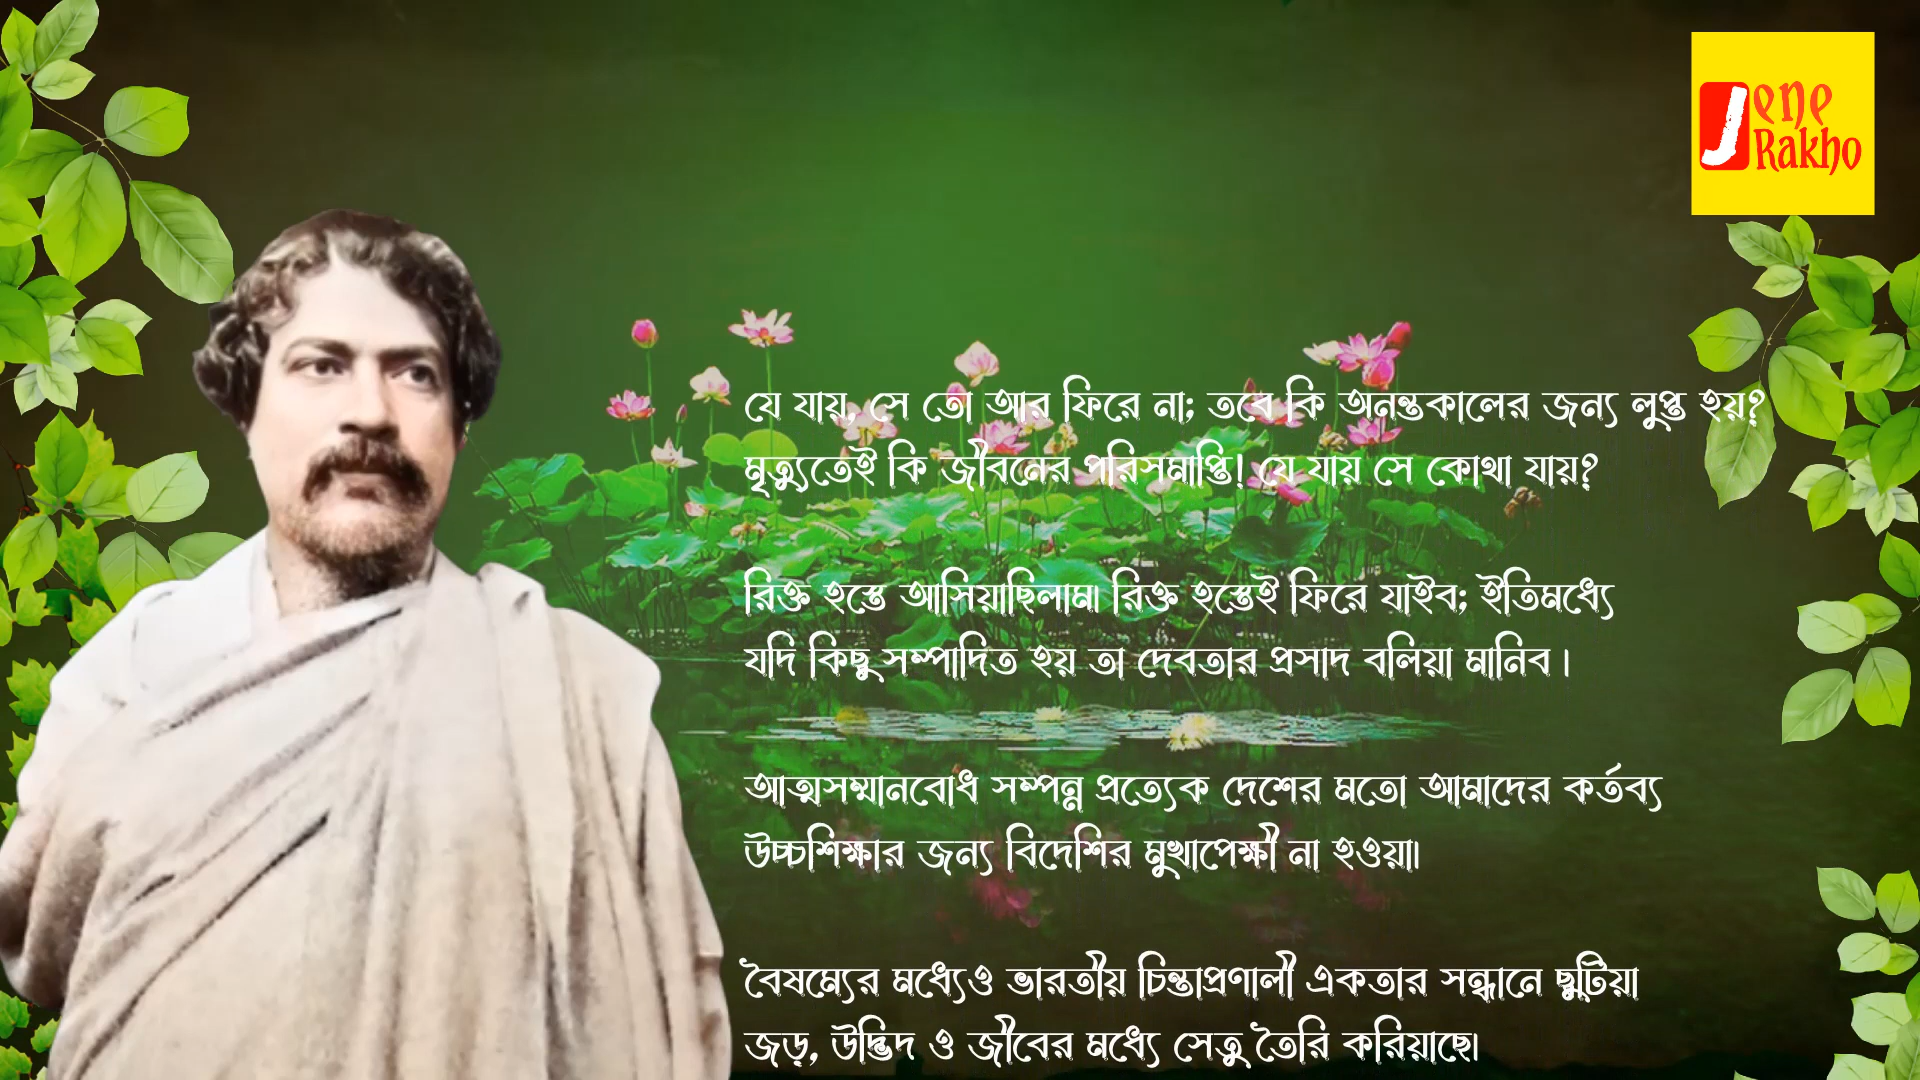 Jene
Rakho
যে যায়, সে তো আর ফিরে না; তবে কি অনন্তকালের জন্য লুপ্ত হয়?
মৃত্যুতেই কি জীবনের পরিসমাপ্তি! যে যায় সে কোথা যায়?
রিক্ত হস্তে আসিয়াছিলাম। রিক্ত হস্তেই ফিরে যাইব; ইতিমধ্যে
যদি কিছু সম্পাদিত হয় তা দেবতার প্রসাদ বলিয়া মানিব।
আত্মসম্মানবোধ সম্পন্ন প্রত্যেক দেশের মতো আমাদের কর্তব্য
উচ্চশিক্ষার জন্য বিদেশির মুখাপেক্ষী না হওয়া।
বৈষম্যের মধ্যেও ভারতীয় চিন্তাপ্রণালী একতার সন্ধানে ছুটিয়া
জড়, উদ্ভিদ ও জীবের মধ্যে সেতু তৈরি করিয়াছে।